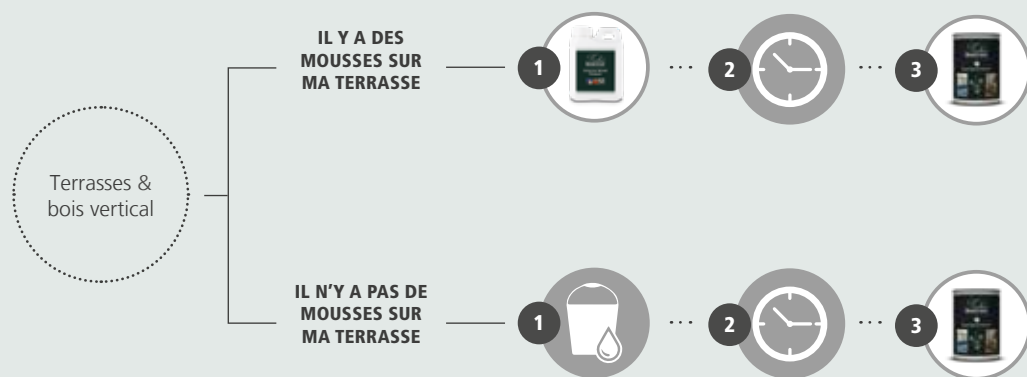 Terrasses &
bois vertical
IL Y A DES
MOUSSES SUR
MA TERRASSE
1
2
3
IL N'Y A PAS DE
MOUSSES SUR
MA TERRASSE
1
2
3